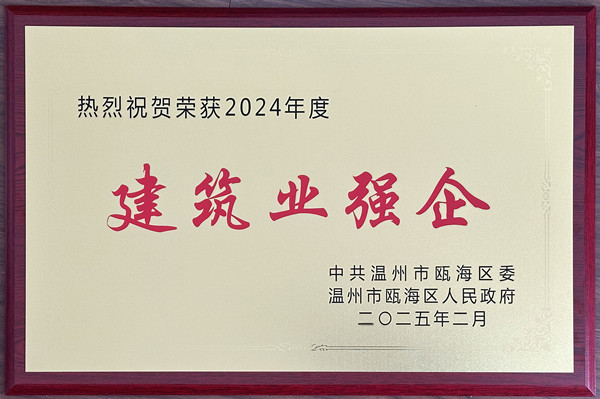 热烈祝贺荣获2024年度
建筑业强企
中共温州市瓯海区委
温州市瓯海区人民政府
二〇二五年二月